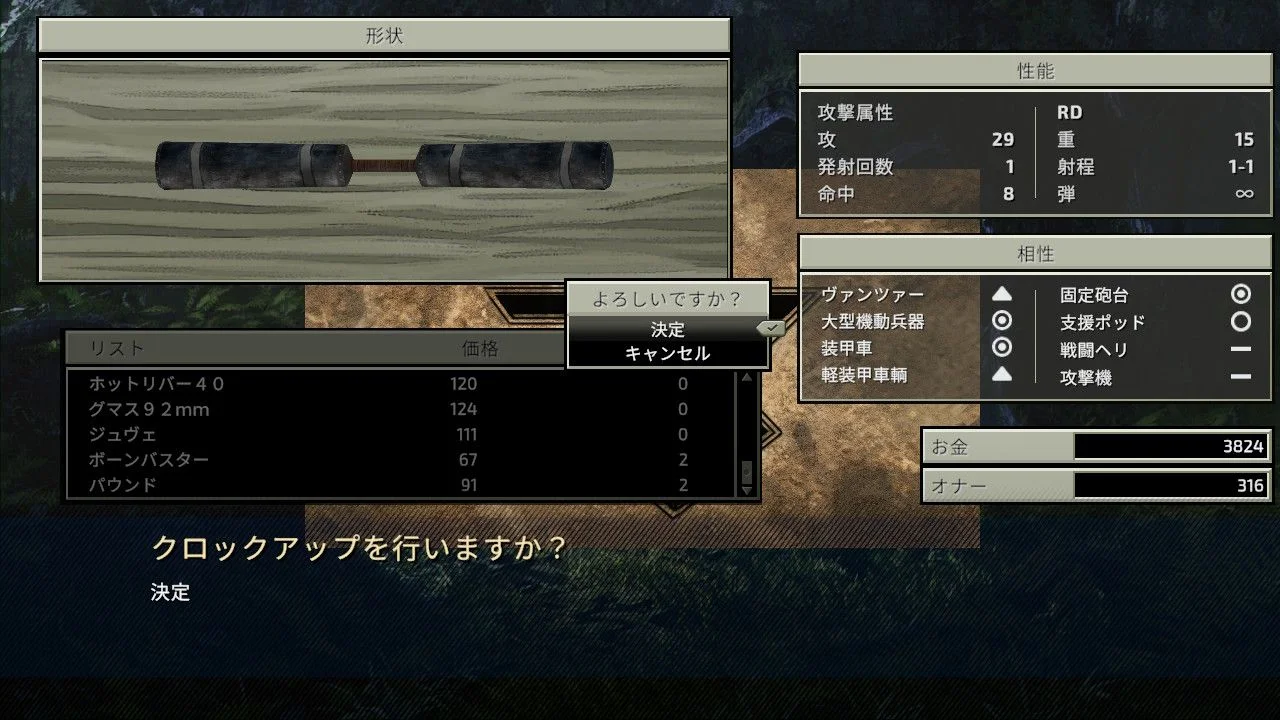 形状
性能
攻撃属性 RD
攻 29 重 15
発射回数 1 射程 1-1
命中 8 弾 ∞
相性
ヴァンツァー ▲ 固定砲台 ◎
大型機動兵器 ◎ 支援ポッド ○
装甲車 ◎ 戦闘ヘリ ー
軽装甲車輌 ▲ 攻撃機 ー
よろしいですか？
決定
キャンセル
リスト 価格
ホットリバー４０ 120 0
グマス９２mm 124 0
ジュヴェ 111 0
ボーンバスター 67 2
パウンド 91 2
お金 3824
オナー 316
クロックアップを行いますか？
決定